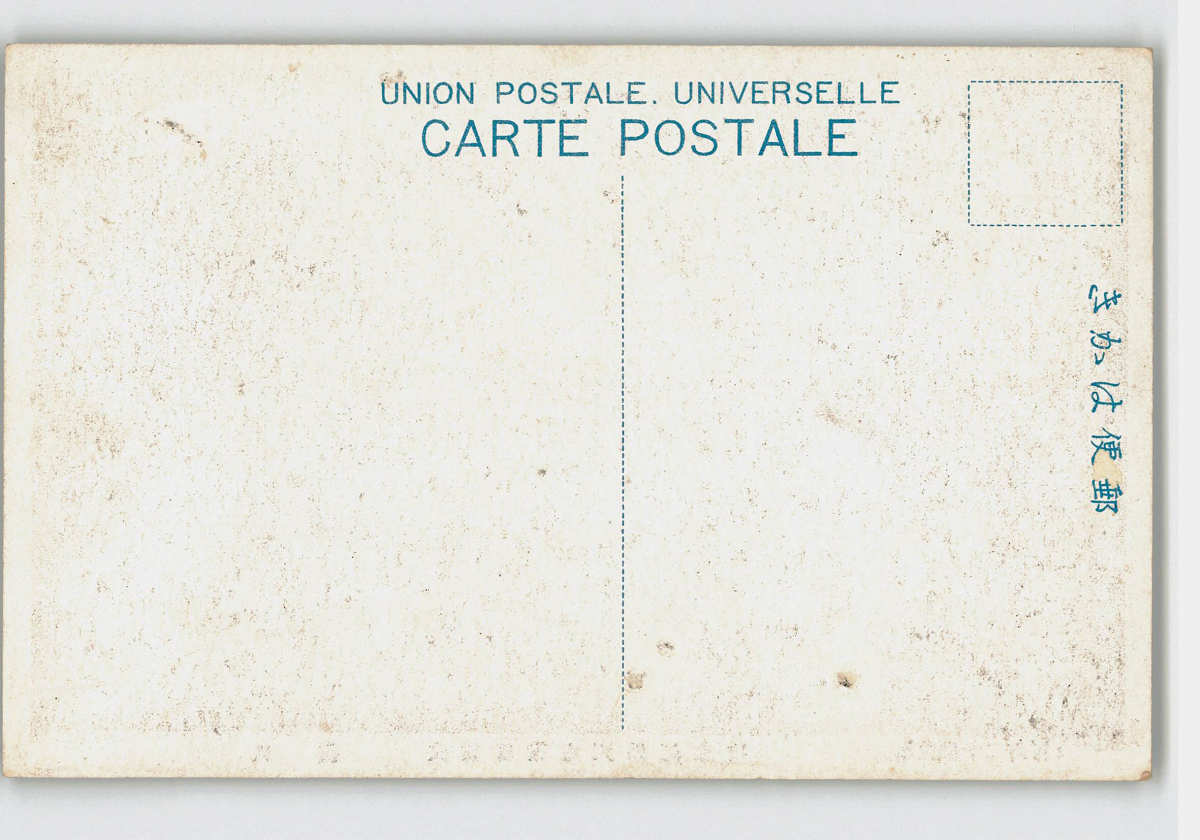 UNION POSTALE. UNIVERSELLE
CARTE POSTALE
きかは便郵